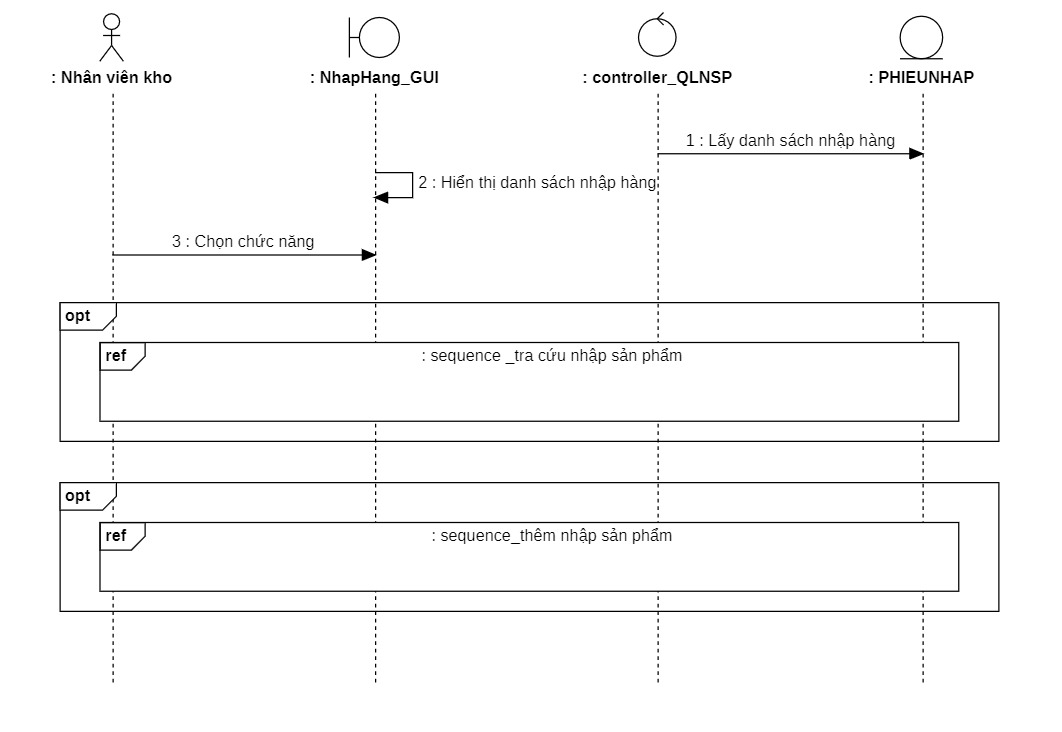 : Nhân viên kho
: NhapHang_GUI
: controller_QLNSP
: PHIEUNHAP
1 : Lấy danh sách nhập hàng
2 : Hiển thị danh sách nhập hàng
3 : Chọn chức năng
opt
ref
: sequence _tra cứu nhập sản phẩm
opt
ref
: sequence_thêm nhập sản phẩm